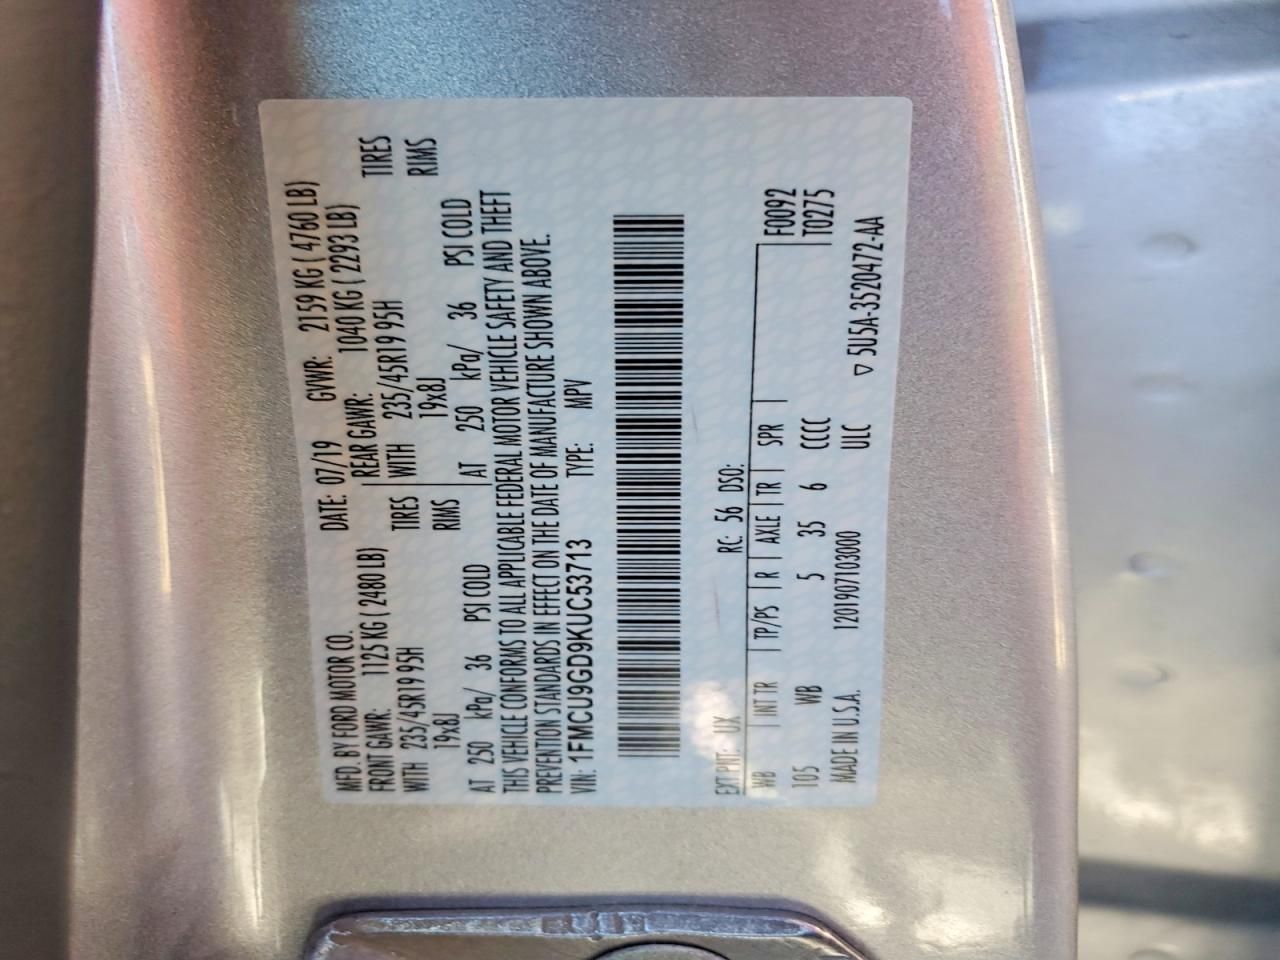 MFD. BY FORD MOTOR CO. DATE: 07/19 GVWR: 2159 KG ( 4760 LB)
FRONT GAWR: 1125 KG ( 2480 LB) REAR GAWR: 1040 KG ( 2293 LB)
WITH 235/45R19 95H TIRES WITH 235/45R19 95H TIRES
19x8J RIMS 19x8J RIMS
AT 250 kPa/ 36 PSI COLD AT 250 kPa/ 36 PSI COLD
THIS VEHICLE CONFORMS TO ALL APPLICABLE FEDERAL MOTOR VEHICLE SAFETY AND THEFT
PREVENTION STANDARDS IN EFFECT ON THE DATE OF MANUFACTURE SHOWN ABOVE.
VIN: 1FMCU9GD9KUC53713 TYPE: MPV
EXT PNT: UX RC: 56 DSO:
WB | INT TR | TP/PS | R | AXLE | TR | SPR | F0092
105 WB 5 35 6 CCCC T0275
MADE IN U.S.A. 1201907103000 ULC ▽ 5U5A-3520472-AA